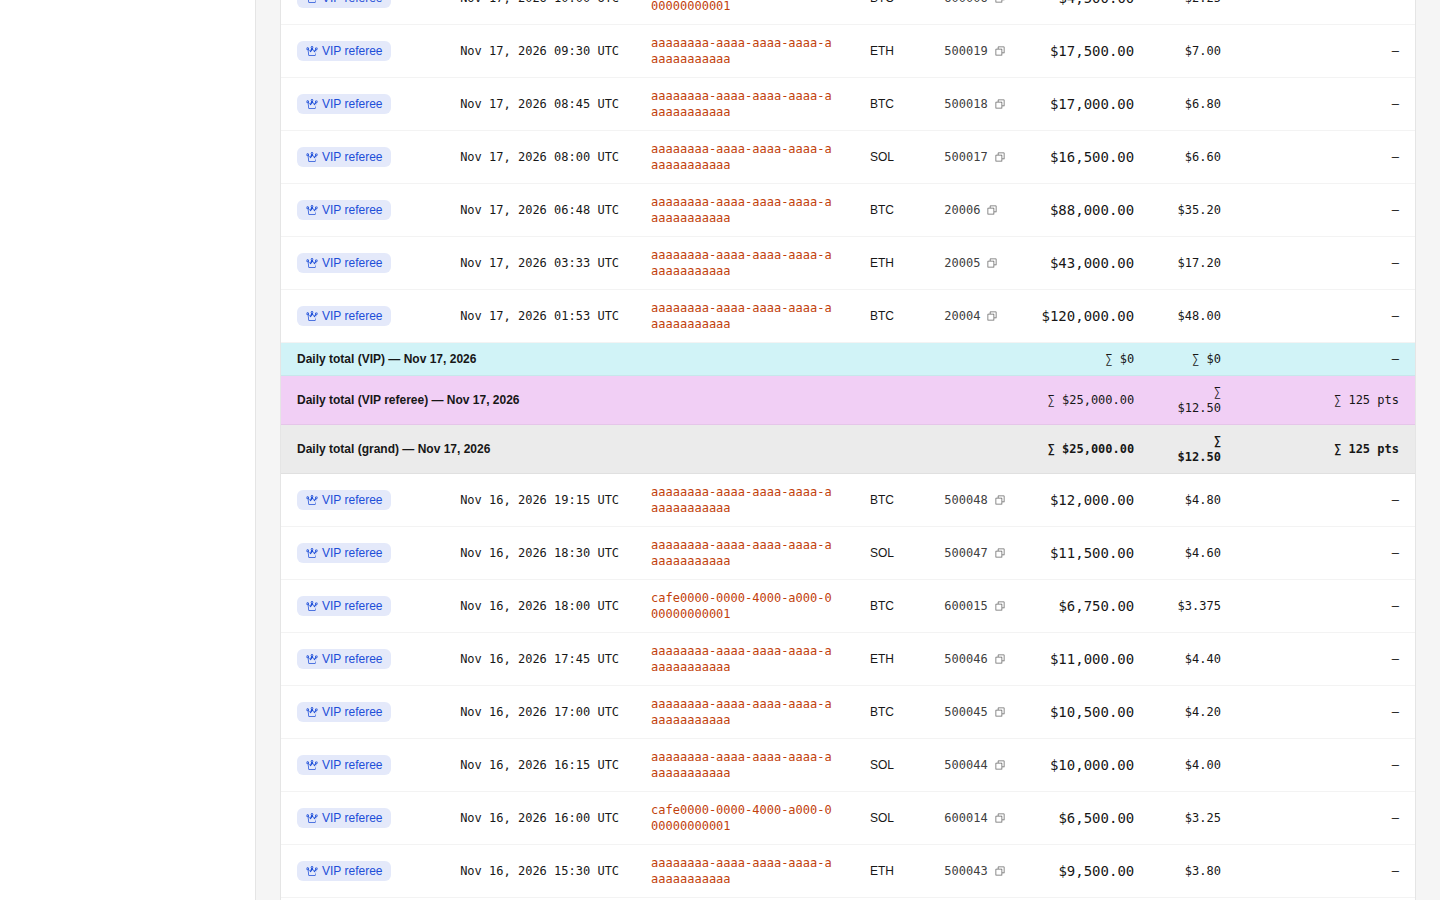 00000000001
VIP referee Nov 17, 2026 09:30 UTC aaaaaaaa-aaaa-aaaa-aaaa-a ETH 500019 $17,500.00 $7.00 —
aaaaaaaaaaa
VIP referee Nov 17, 2026 08:45 UTC aaaaaaaa-aaaa-aaaa-aaaa-a BTC 500018 $17,000.00 $6.80 —
aaaaaaaaaaa
VIP referee Nov 17, 2026 08:00 UTC aaaaaaaa-aaaa-aaaa-aaaa-a SOL 500017 $16,500.00 $6.60 —
aaaaaaaaaaa
VIP referee Nov 17, 2026 06:48 UTC aaaaaaaa-aaaa-aaaa-aaaa-a BTC 20006 $88,000.00 $35.20 —
aaaaaaaaaaa
VIP referee Nov 17, 2026 03:33 UTC aaaaaaaa-aaaa-aaaa-aaaa-a ETH 20005 $43,000.00 $17.20 —
aaaaaaaaaaa
VIP referee Nov 17, 2026 01:53 UTC aaaaaaaa-aaaa-aaaa-aaaa-a BTC 20004 $120,000.00 $48.00 —
aaaaaaaaaaa
Daily total (VIP) — Nov 17, 2026 ∑ $0 ∑ $0 —
Daily total (VIP referee) — Nov 17, 2026 ∑ $25,000.00 ∑ $12.50 ∑ 125 pts
Daily total (grand) — Nov 17, 2026 ∑ $25,000.00 ∑ $12.50 ∑ 125 pts
VIP referee Nov 16, 2026 19:15 UTC aaaaaaaa-aaaa-aaaa-aaaa-a BTC 500048 $12,000.00 $4.80 —
aaaaaaaaaaa
VIP referee Nov 16, 2026 18:30 UTC aaaaaaaa-aaaa-aaaa-aaaa-a SOL 500047 $11,500.00 $4.60 —
aaaaaaaaaaa
VIP referee Nov 16, 2026 18:00 UTC cafe0000-0000-4000-a000-0 BTC 600015 $6,750.00 $3.375 —
00000000001
VIP referee Nov 16, 2026 17:45 UTC aaaaaaaa-aaaa-aaaa-aaaa-a ETH 500046 $11,000.00 $4.40 —
aaaaaaaaaaa
VIP referee Nov 16, 2026 17:00 UTC aaaaaaaa-aaaa-aaaa-aaaa-a BTC 500045 $10,500.00 $4.20 —
aaaaaaaaaaa
VIP referee Nov 16, 2026 16:15 UTC aaaaaaaa-aaaa-aaaa-aaaa-a SOL 500044 $10,000.00 $4.00 —
aaaaaaaaaaa
VIP referee Nov 16, 2026 16:00 UTC cafe0000-0000-4000-a000-0 SOL 600014 $6,500.00 $3.25 —
00000000001
VIP referee Nov 16, 2026 15:30 UTC aaaaaaaa-aaaa-aaaa-aaaa-a ETH 500043 $9,500.00 $3.80 —
aaaaaaaaaaa